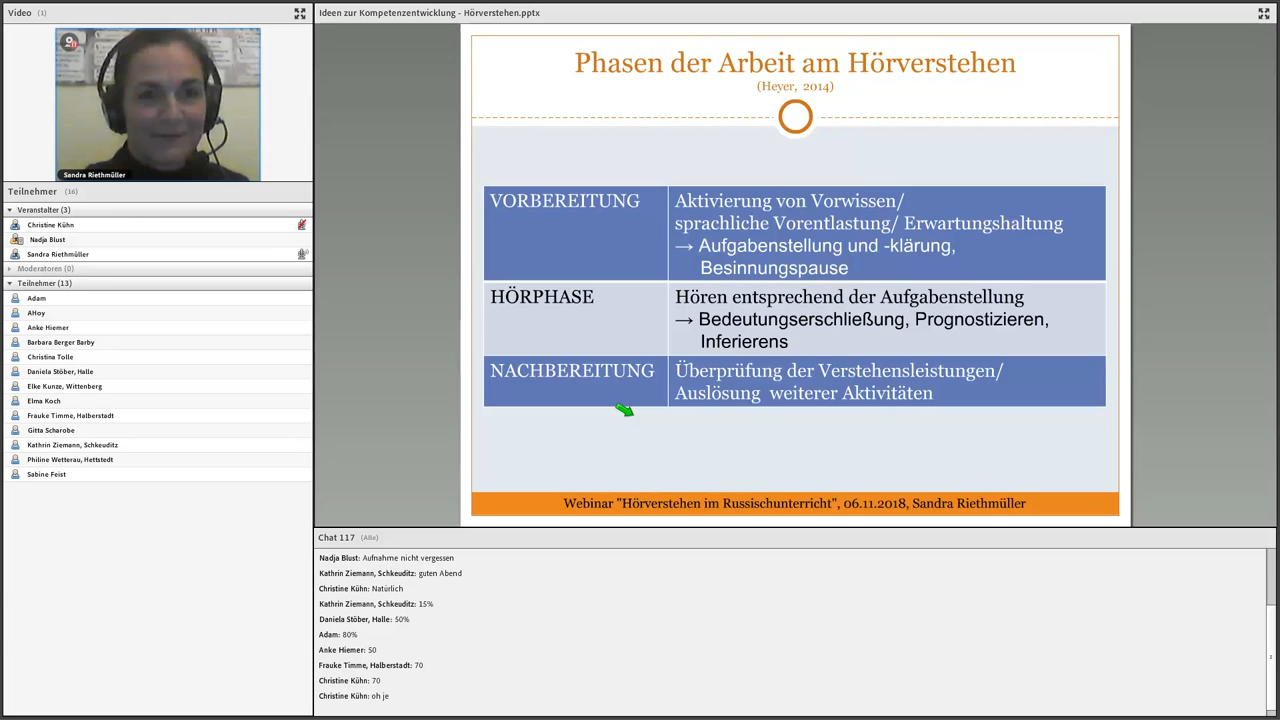 Video
Sandra Riethmüller
Teilnehmer (16)
Veranstalter (3)
Christine Kühn
Nadja Blust
Sandra Riethmüller
Moderatoren (0)
Teilnehmer (13)
Adam
AHoy
Anke Hiemer
Barbara Berger Barby
Christina Tolle
Daniela Stöber, Halle
Elke Kunze, Wittenberg
Elma Koch
Frauke Timme, Halberstadt
Gitta Scharobe
Kathrin Ziemann, Schkeuditz
Philine Wetterau, Hettstedt
Sabine Feist
Ideen zur Kompetenzentwicklung - Hörverstehen.pptx
Phasen der Arbeit am Hörverstehen
(Heyer, 2014)
VORBEREITUNG
Aktivierung von Vorwissen/
sprachliche Vorentlastung/ Erwartungshaltung
→ Aufgabenstellung und -klärung,
Besinnungspause
HÖRPHASE
Hören entsprechend der Aufgabenstellung
→ Bedeutungserschließung, Prognostizieren,
Inferierens
NACHBEREITUNG
Überprüfung der Verstehensleistungen/
Auslösung weiterer Aktivitäten
Webinar "Hörverstehen im Russischunterricht", 06.11.2018, Sandra Riethmüller
Chat 117 (Alle)
Nadja Blust: Aufnahme nicht vergessen
Kathrin Ziemann, Schkeuditz: guten Abend
Christine Kühn: Natürlich
Kathrin Ziemann, Schkeuditz: 15%
Daniela Stöber, Halle: 50%
Adam: 80%
Anke Hiemer: 50
Frauke Timme, Halberstadt: 70
Christine Kühn: 70
Christine Kühn: oh je